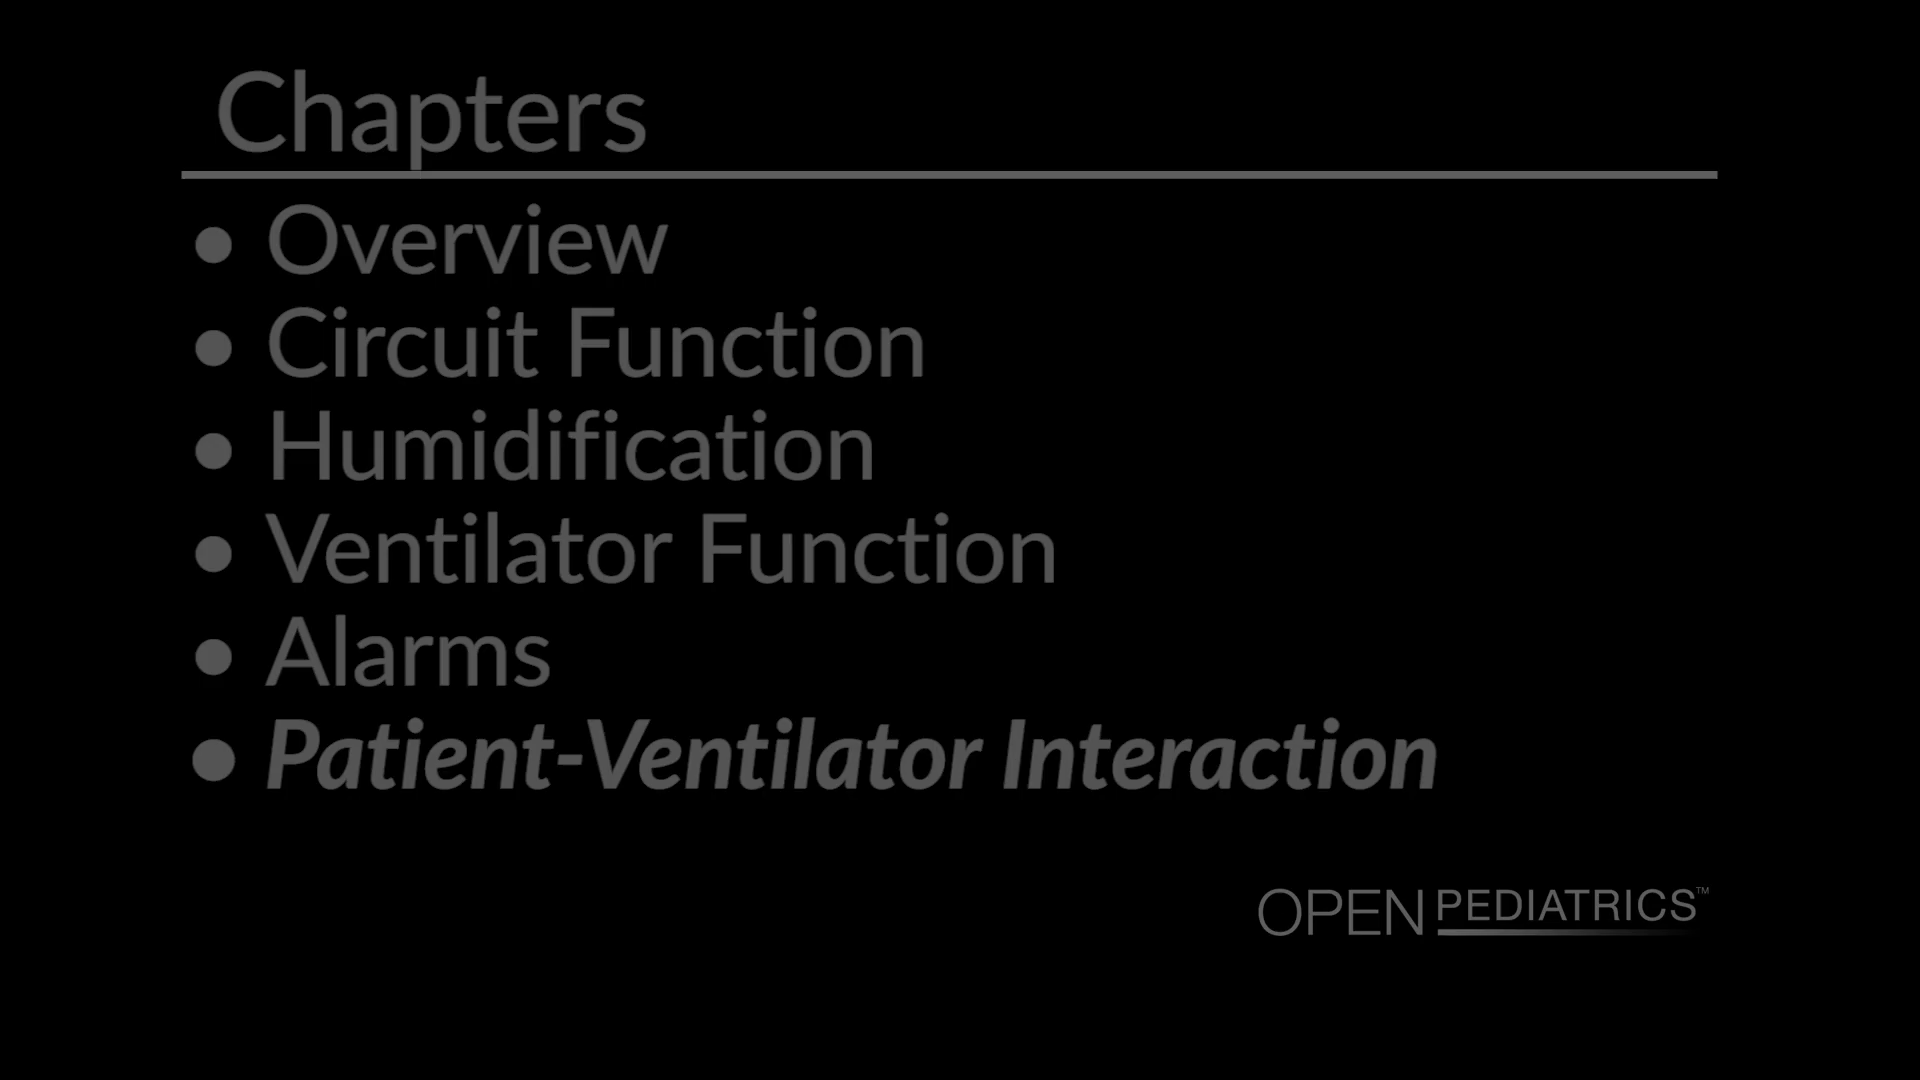 Chapters
● Overview
● Circuit Function
● Humidification
● Ventilator Function
● Alarms
● Patient-Ventilator Interaction
OPEN PEDIATRICS™